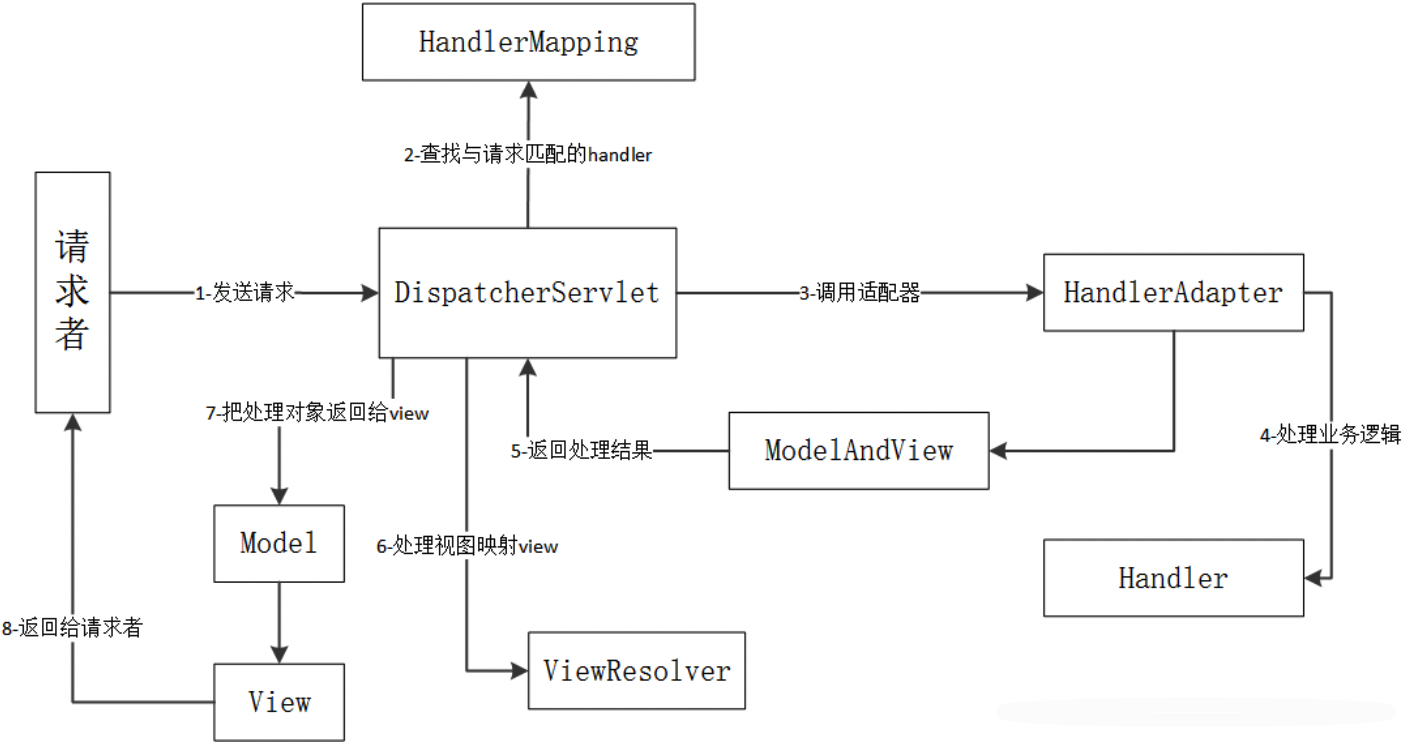 HandlerMapping
2-查找与请求匹配的handler
请求者
1-发送请求
DispatcherServlet
3-调用适配器
HandlerAdapter
7-把处理对象返回给view
5-返回处理结果
ModelAndView
4-处理业务逻辑
Model
6-处理视图映射view
Handler
8-返回给请求者
ViewResolver
View